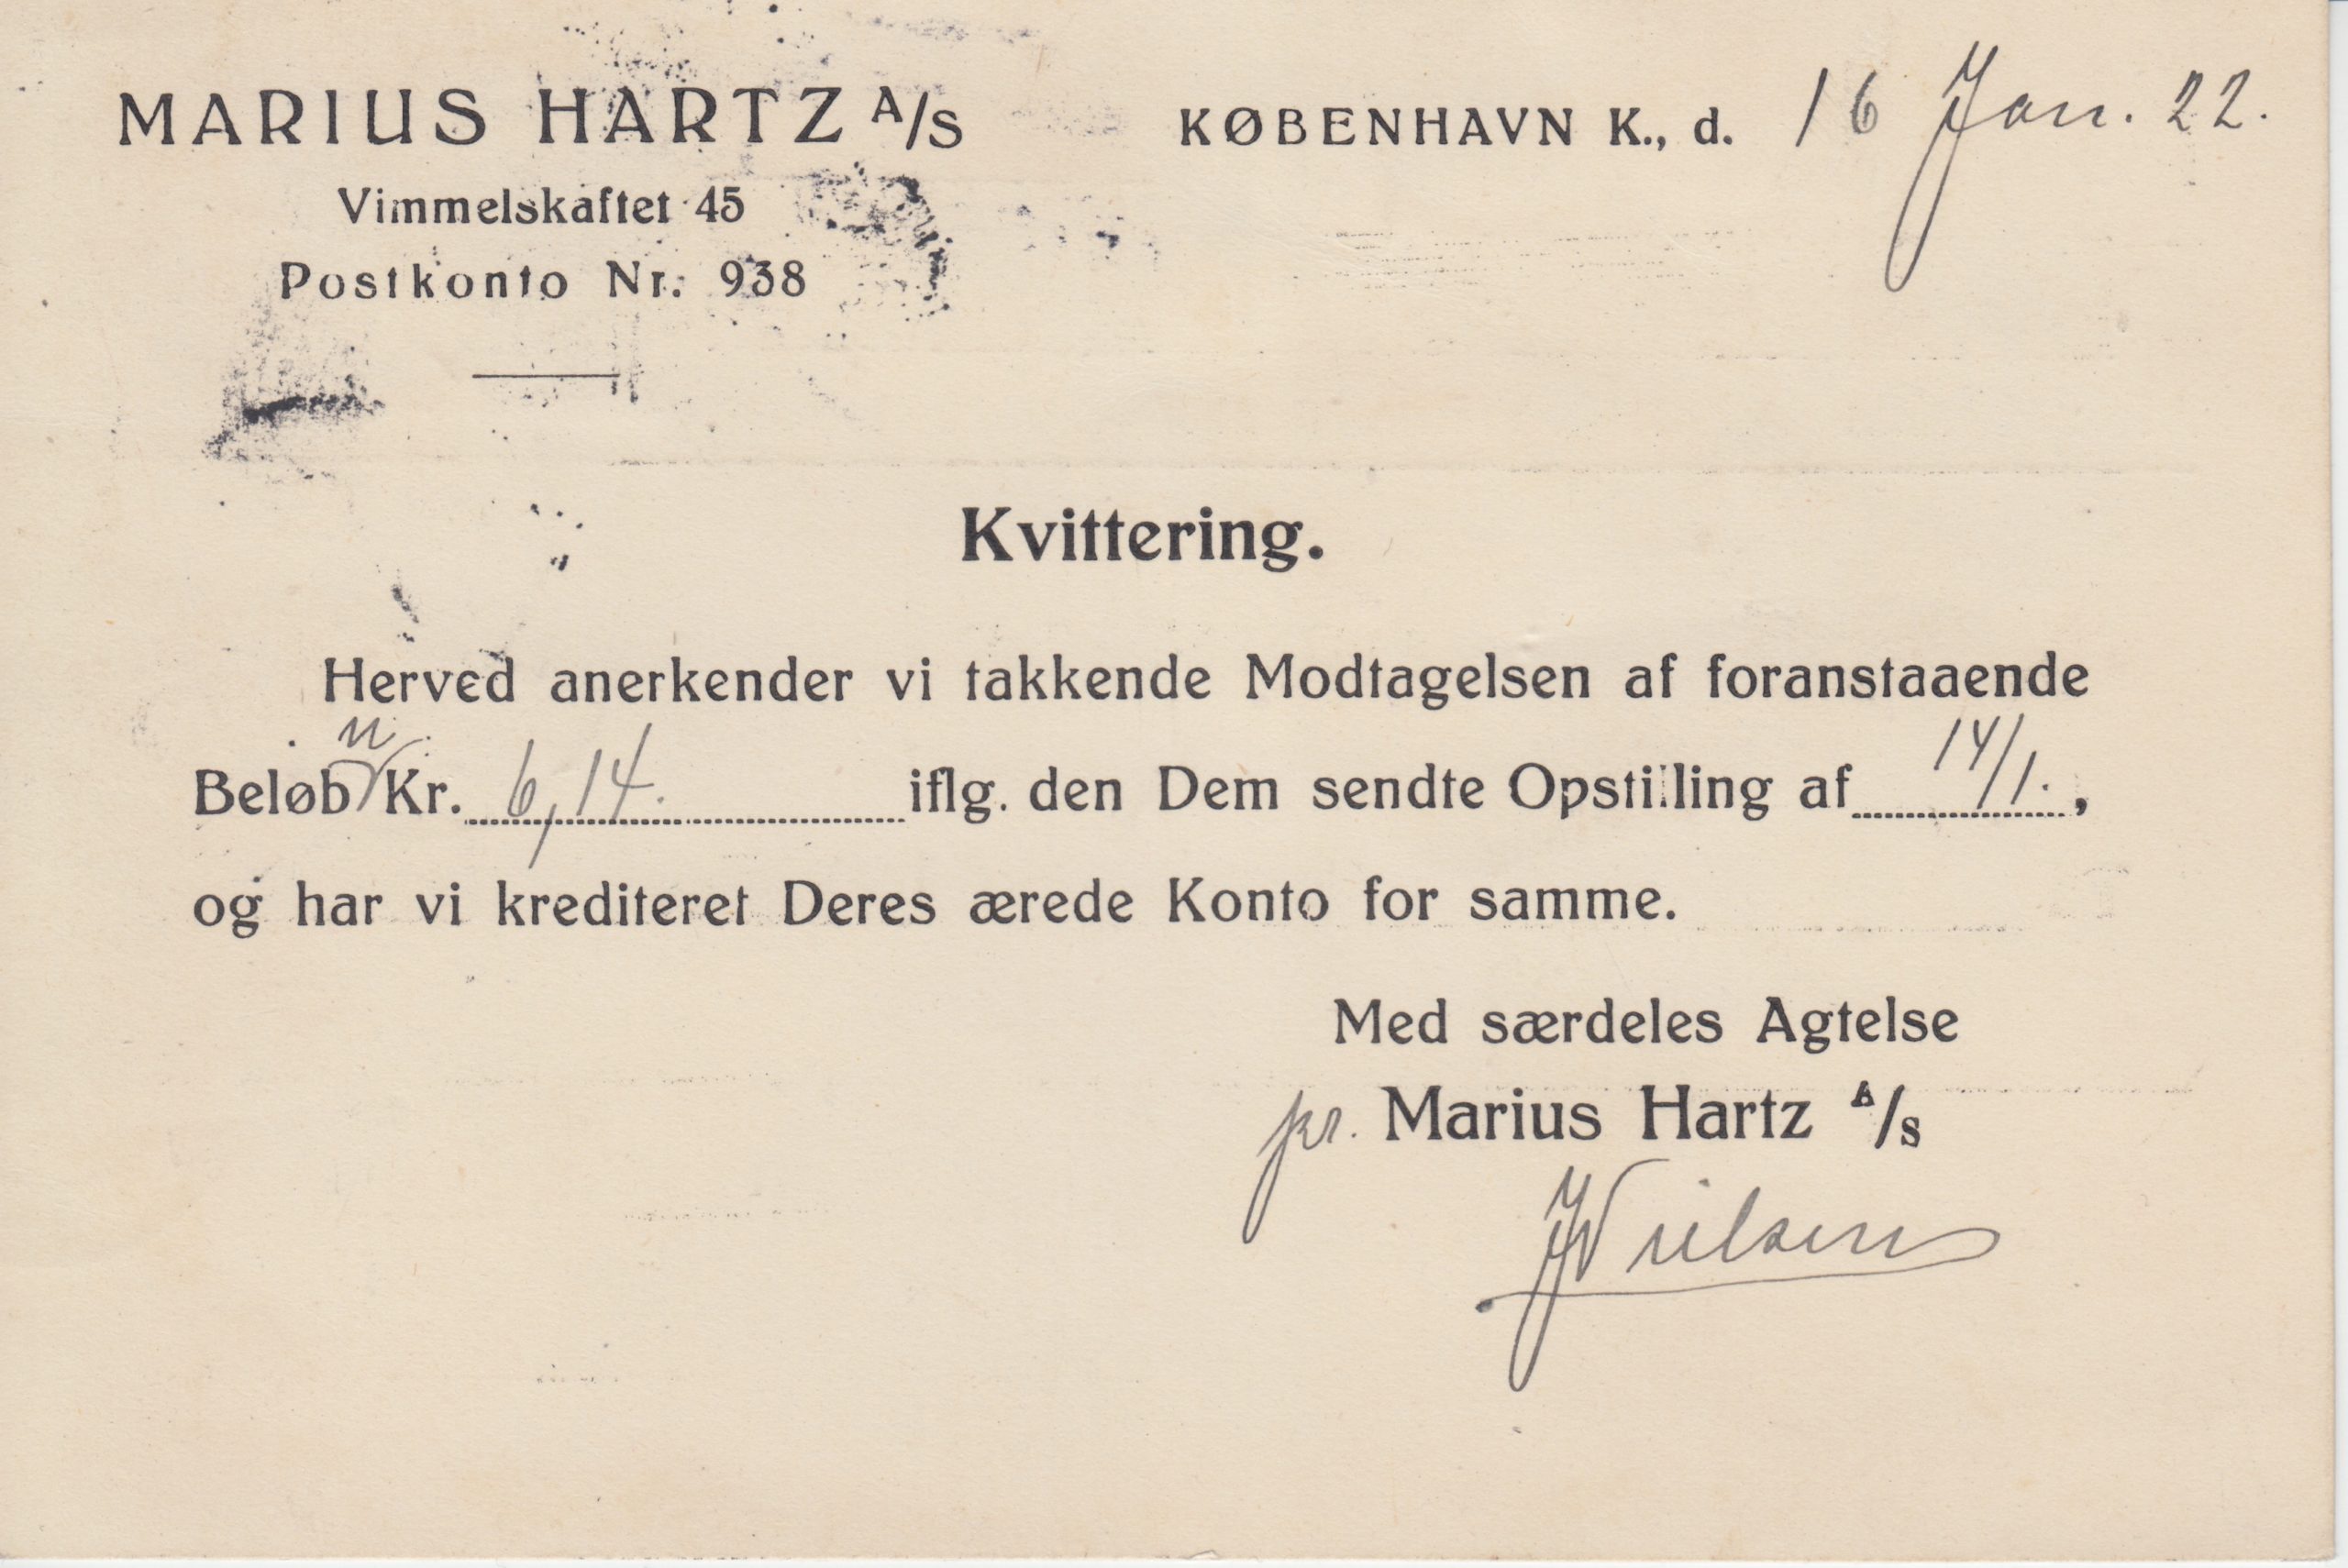 MARIUS HARTZ A/S
KØBENHAVN K., d. 16 Jan. 22.
Vimmelskaftet 45
Postkonto Nr. 938
Kvittering.
Herved anerkender vi takkende Modtagelsen af foranstaaende
Beløb Kr. 6,14. iflg. den Dem sendte Opstilling af 14/1.,
og har vi krediteret Deres ærede Konto for samme.
Med særdeles Agtelse
pr. Marius Hartz A/S
JNielsen